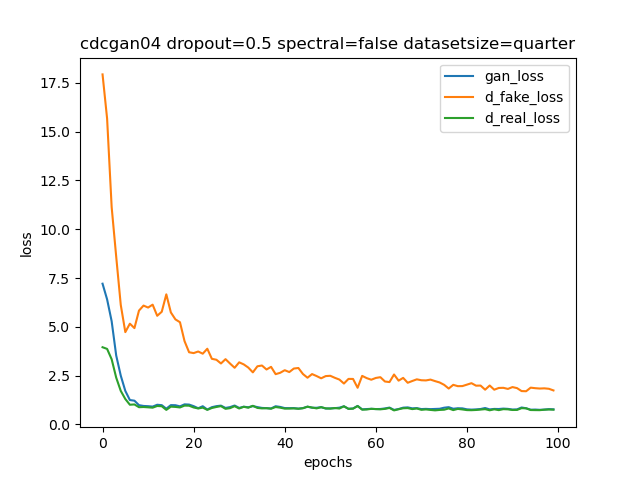 cdcgan04 dropout=0.5 spectral=false datasetsize=quarter
gan_loss
d_fake_loss
d_real_loss
17.5
15.0
12.5
10.0
7.5
5.0
2.5
0.0
loss
0 20 40 60 80 100
epochs